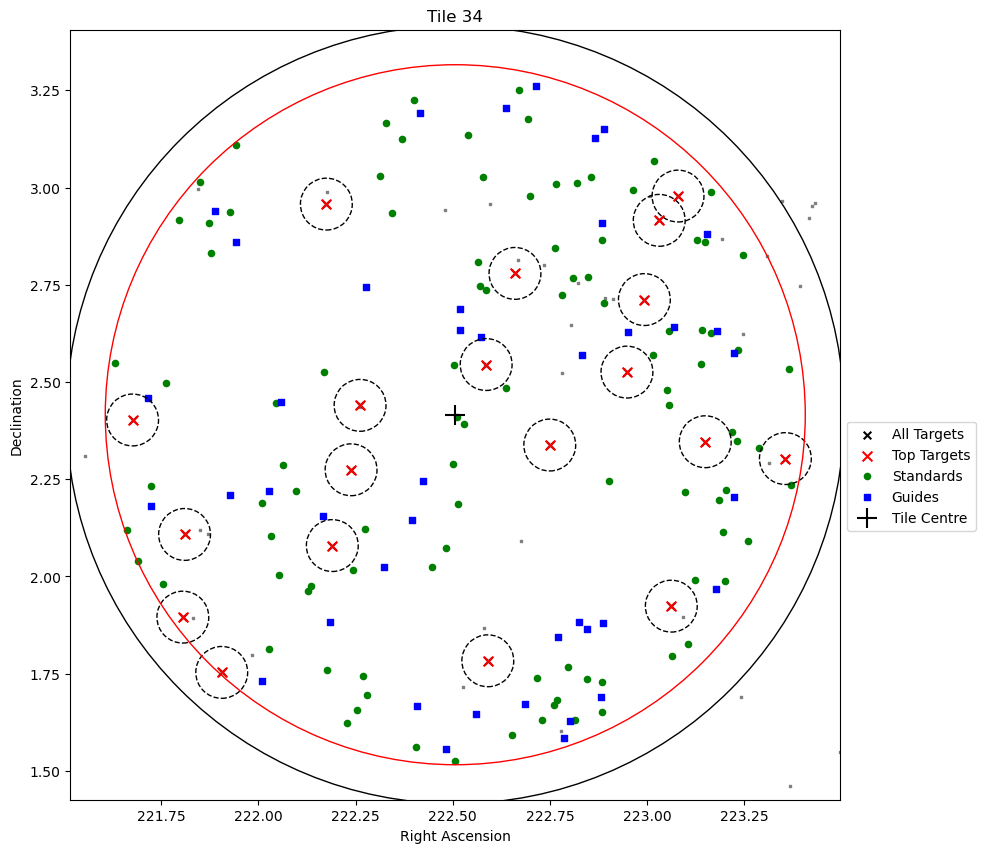 Tile 34
Declination
3.25
3.00
2.75
2.50
2.25
2.00
1.75
1.50
221.75 222.00 222.25 222.50 222.75 223.00 223.25
Right Ascension
All Targets
Top Targets
Standards
Guides
Tile Centre